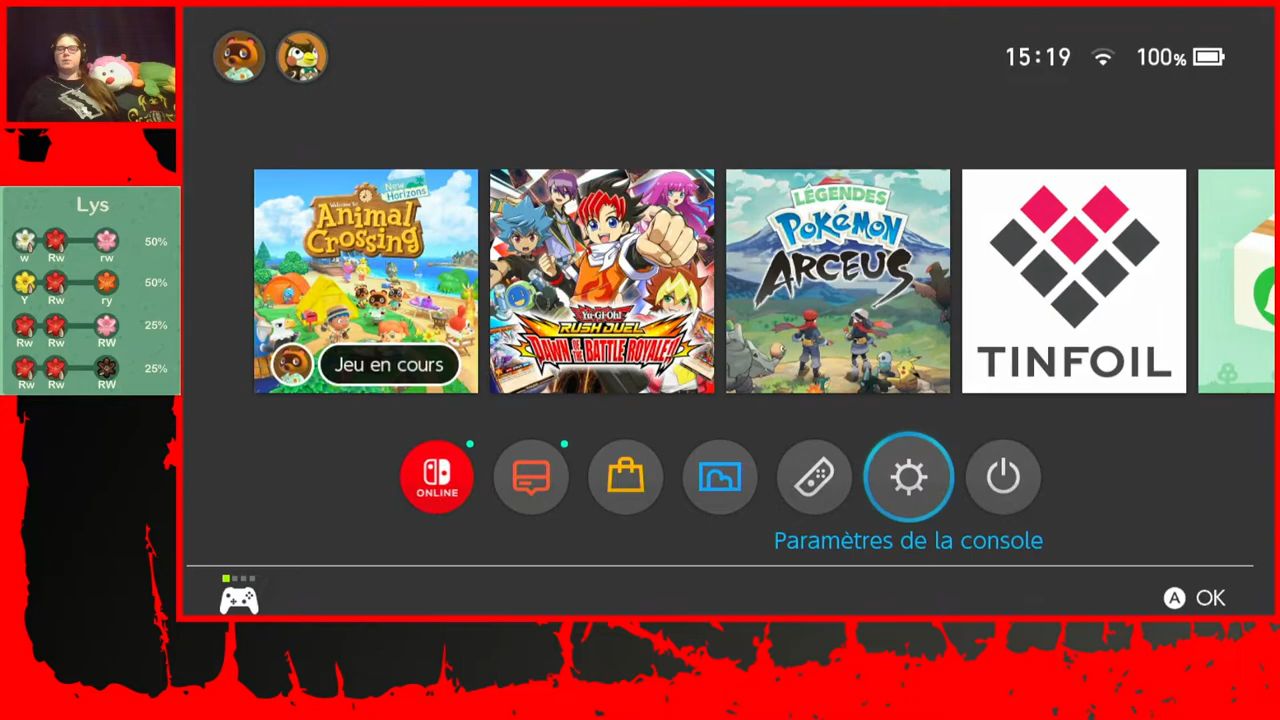 15:19 100%
Lys
w Rw rw 50%
Y Rw ry 50%
Rw Rw RW 25%
Rw Rw RW 25%
Welcome to
Animal
Crossing
New
Horizons
Jeu en cours
Yu-Gi-Oh!
RUSH DUEL
DAWN OF THE BATTLE ROYALE!!
LÉGENDES
POKÉMON
ARCEUS
TINFOIL
ONLINE
Paramètres de la console
A OK